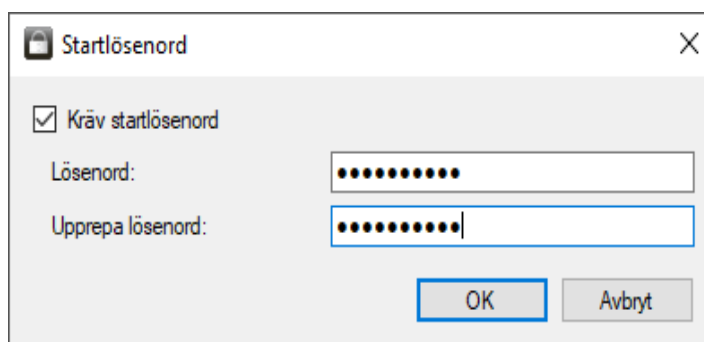 Startlösenord
Kräv startlösenord
Lösenord: ●●●●●●●●●●
Upprepa lösenord: ●●●●●●●●●●
OK Avbryt